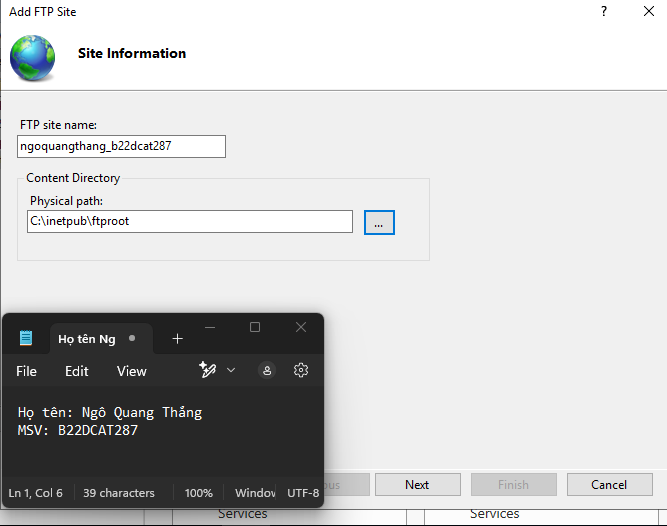 Add FTP Site
?
Site Information
FTP site name:
ngoquangthang_b22dcat287
Content Directory
Physical path:
C:\inetpub\ftproot
...
Họ tên Ng
File Edit View
Họ tên: Ngô Quang Thắng
MSV: B22DCAT287
Ln 1, Col 6 39 characters 100% Window UTF-8
Next Finish Cancel
Services Services